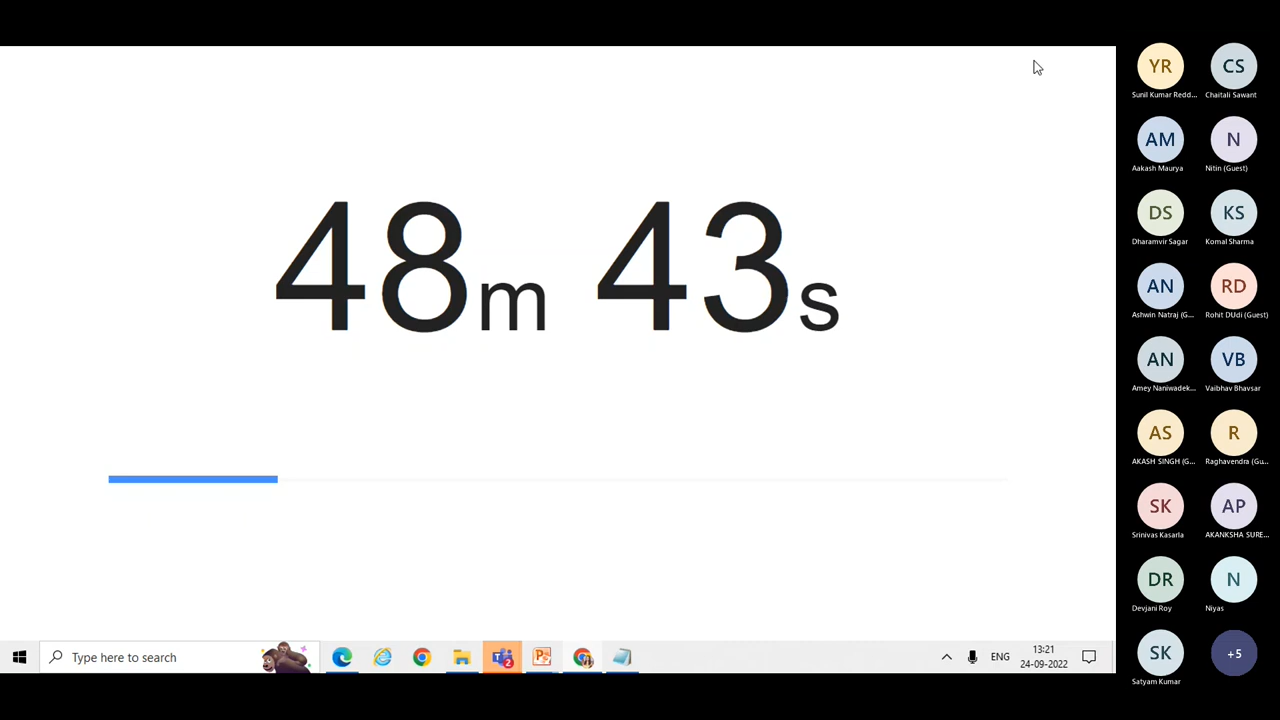 48m 43s
YR
Sunil Kumar Redd...
CS
Chaitali Sawant
AM
Aakash Maurya
N
Nitin (Guest)
DS
Dharamvir Sagar
KS
Komal Sharma
AN
Ashwin Natraj (G...
RD
Rohit DUdi (Guest)
AN
Amey Naniwadek...
VB
Vaibhav Bhavsar
AS
AKASH SINGH (G...
R
Raghavendra (Gu...
SK
Srinivas Kasarla
AP
AKANKSHA SURE...
DR
Devjani Roy
N
Niyas
SK
Satyam Kumar
+5
Type here to search
2
ENG
13:21
24-09-2022